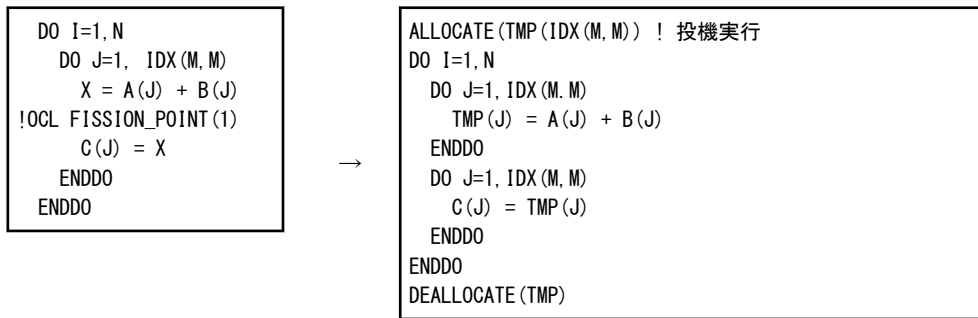 DO I=1,N
DO J=1, IDX(M,M)
X = A(J) + B(J)
!OCL FISSION_POINT(1)
C(J) = X
ENDDO
ENDDO
→
ALLOCATE(TMP(IDX(M,M)) ! 投機実行
DO I=1,N
DO J=1,IDX(M.M)
TMP(J) = A(J) + B(J)
ENDDO
DO J=1,IDX(M,M)
C(J) = TMP(J)
ENDDO
ENDDO
DEALLOCATE(TMP)